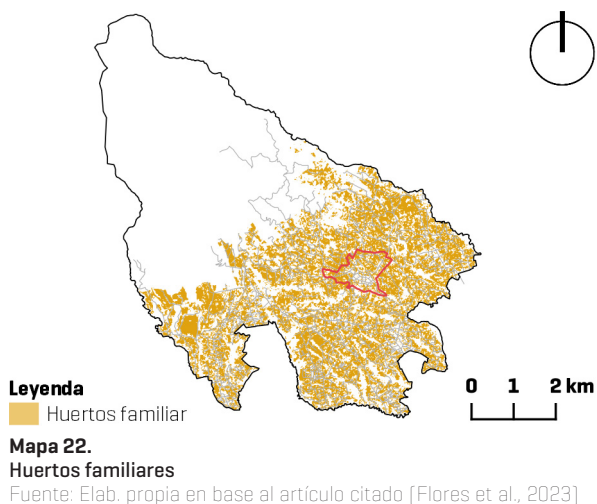 Leyenda
Huertos familiar
0 1 2 km
Mapa 22.
Huertos familiares
Fuente: Elab. propia en base al artículo citado (Flores et al., 2023)